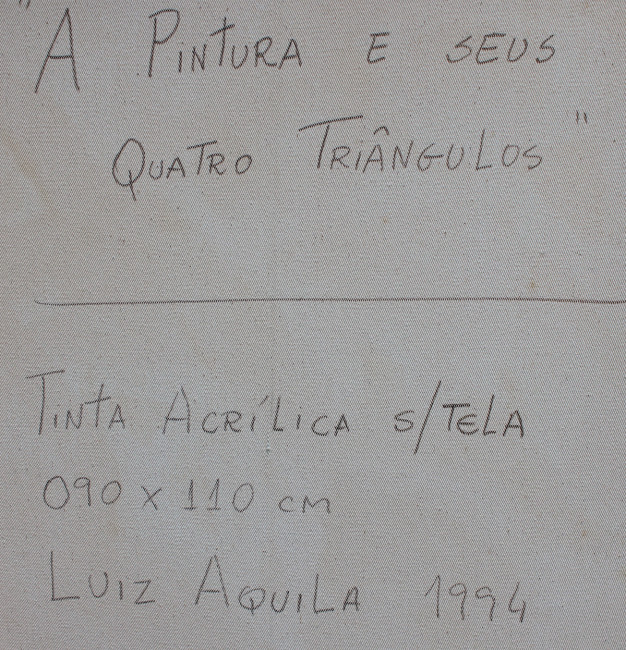 "A PINTURA E SEUS
QUATRO TRIÂNGULOS"
TINTA ACRÍLICA S/TELA
090 x 110 cm
LUIZ AQUILA 1994